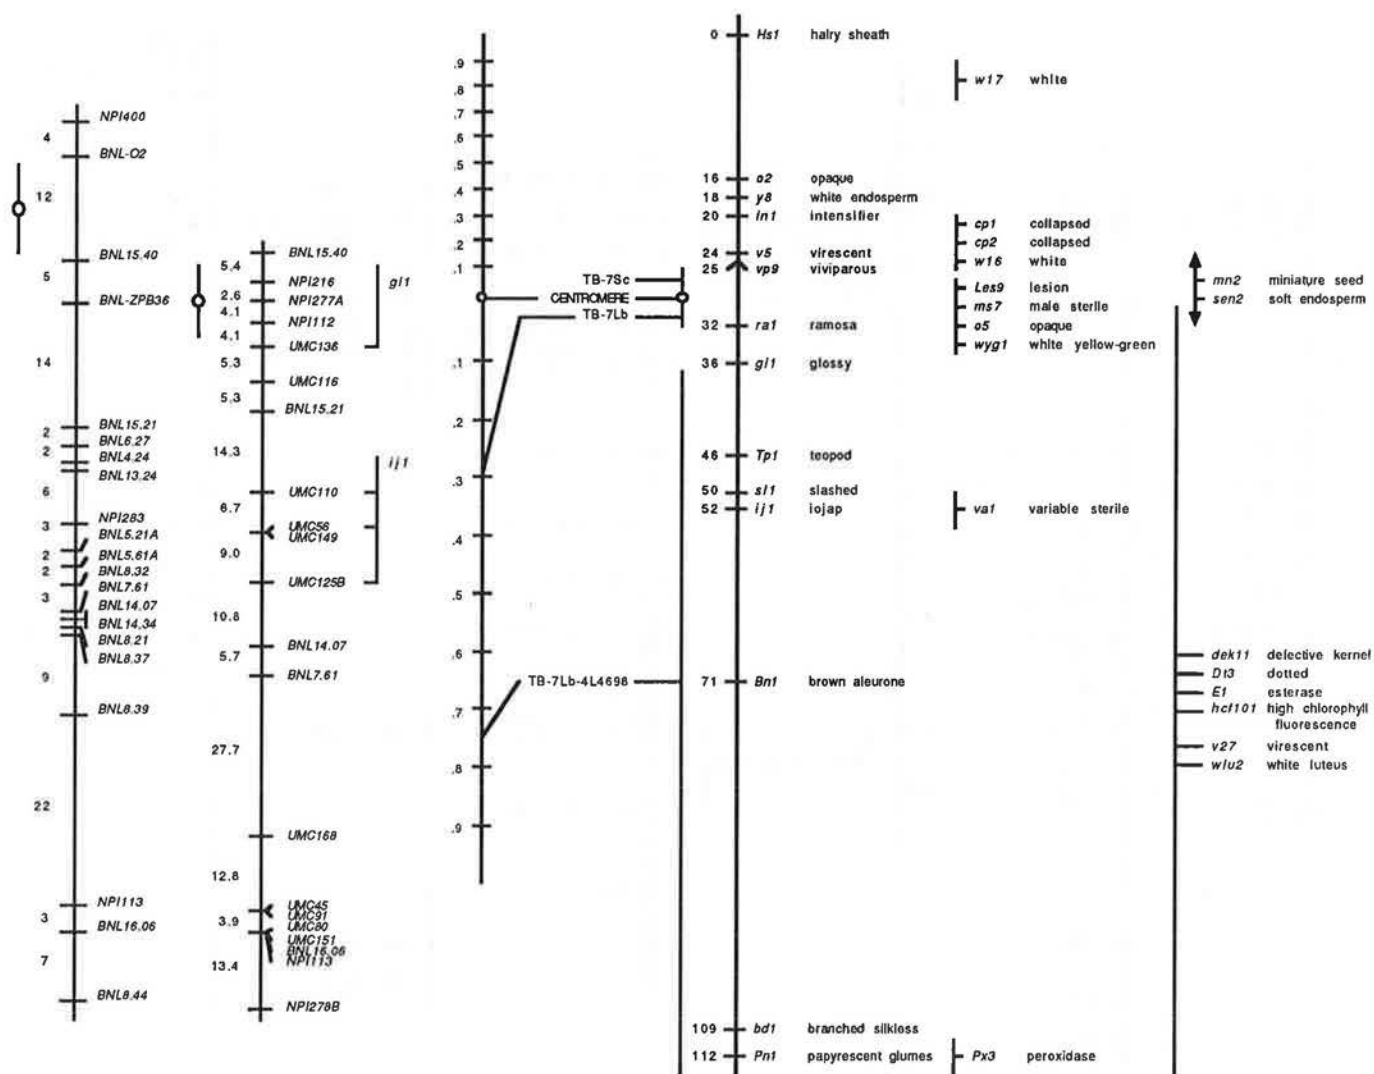 NPI400
4
BNL-O2
12
BNL15.40
5
BNL-ZPB36
14
BNL15.21
2
BNL6.27
2
BNL4.24
BNL13.24
6
NPI283
3
BNL5.21A
2
BNL5.61A
2
BNL8.32
BNL7.61
3
BNL14.07
BNL14.34
BNL8.21
BNL8.37
9
BNL8.39
22
NPI113
3
BNL16.06
7
BNL8.44
BNL15.40
5.4
NPI216
2.6
NPI277A
4.1
NPI112
4.1
UMC136
5.3
UMC116
5.3
BNL15.21
14.3
UMC110
6.7
UMC56
UMC149
9.0
UMC125B
10.8
BNL14.07
5.7
BNL7.61
27.7
UMC168
12.8
UMC45
UMC91
3.9
UMC80
UMC151
BNL16.06
NPI113
13.4
NPI278B
gl1
ij1
.9
.8
.7
.6
.5
.4
.3
.2
.1
.1
.2
.3
.4
.5
.6
.7
.8
.9
TB-7Sc
CENTROMERE
TB-7Lb
TB-7Lb-4L4698
0 Hs1 hairy sheath
16 o2 opaque
18 y8 white endosperm
20 in1 intensifier
24 v5 virescent
25 vp9 viviparous
32 ra1 ramosa
36 gl1 glossy
46 Tp1 teopod
50 sl1 slashed
52 ij1 iojap
71 Bn1 brown aleurone
109 bd1 branched silkless
112 Pn1 papyrescent glumes
w17 white
cp1 collapsed
cp2 collapsed
w16 white
Les9 lesion
ms7 male sterile
o5 opaque
wyg1 white yellow-green
va1 variable sterile
Px3 peroxidase
mn2 miniature seed
sen2 soft endosperm
dek11 defective kernel
Dt3 dotted
E1 esterase
hcf101 high chlorophyll
fluorescence
v27 virescent
wlu2 white luteus